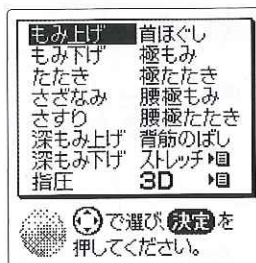 もみ上げ 首ほぐし
もみ下げ 極もみ
たたき 極たたき
さざなみ 腰極もみ
さすり 腰極たたき
深もみ上げ 背筋のばし
深もみ下げ ストレッチ
指圧 3D
で選び、決定を
押してください。